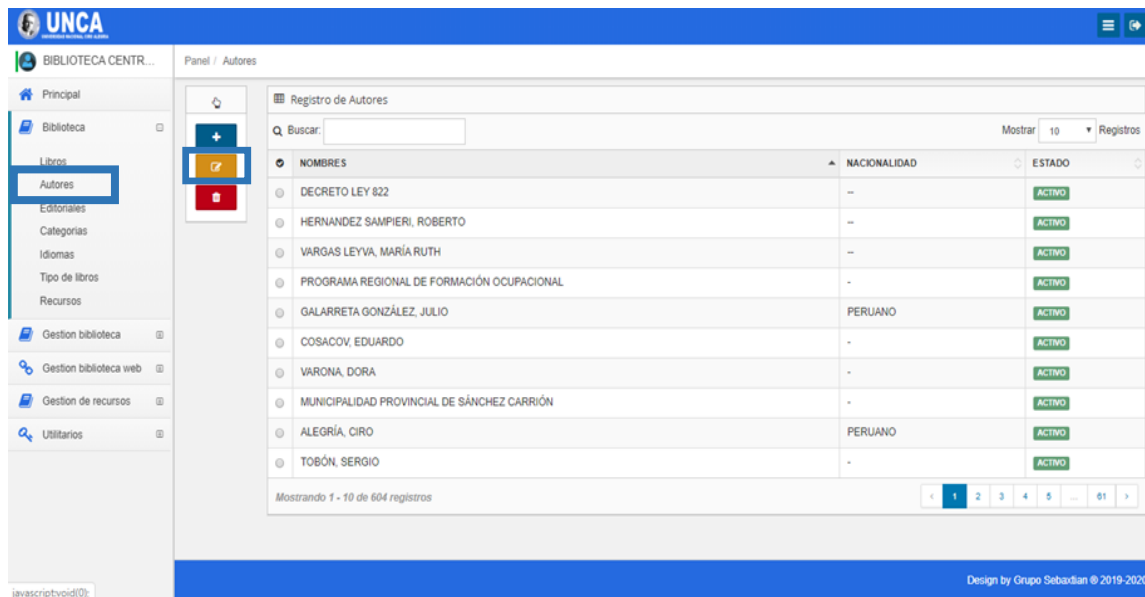 UNCA
BIBLIOTECA CENTR...
Panel / Autores
Principal
Biblioteca
Libros
Autores
Editoriales
Categorias
Idiomas
Tipo de libros
Recursos
Gestion biblioteca
Gestion biblioteca web
Gestion de recursos
Utilitarios
Registro de Autores
Buscar:
Mostrar 10 Registros
NOMBRES NACIONALIDAD ESTADO
DECRETO LEY 822 -- ACTIVO
HERNANDEZ SAMPIERI, ROBERTO -- ACTIVO
VARGAS LEYVA, MARÍA RUTH -- ACTIVO
PROGRAMA REGIONAL DE FORMACIÓN OCUPACIONAL - ACTIVO
GALARRETA GONZÁLEZ, JULIO PERUANO ACTIVO
COSACOV, EDUARDO - ACTIVO
VARONA, DORA - ACTIVO
MUNICIPALIDAD PROVINCIAL DE SÁNCHEZ CARRIÓN - ACTIVO
ALEGRÍA, CIRO PERUANO ACTIVO
TOBÓN, SERGIO - ACTIVO
Mostrando 1 - 10 de 604 registros
‹ 1 2 3 4 5 ... 61 ›
Design by Grupo Sebaxtian ® 2019-2020
javascript:void(0);